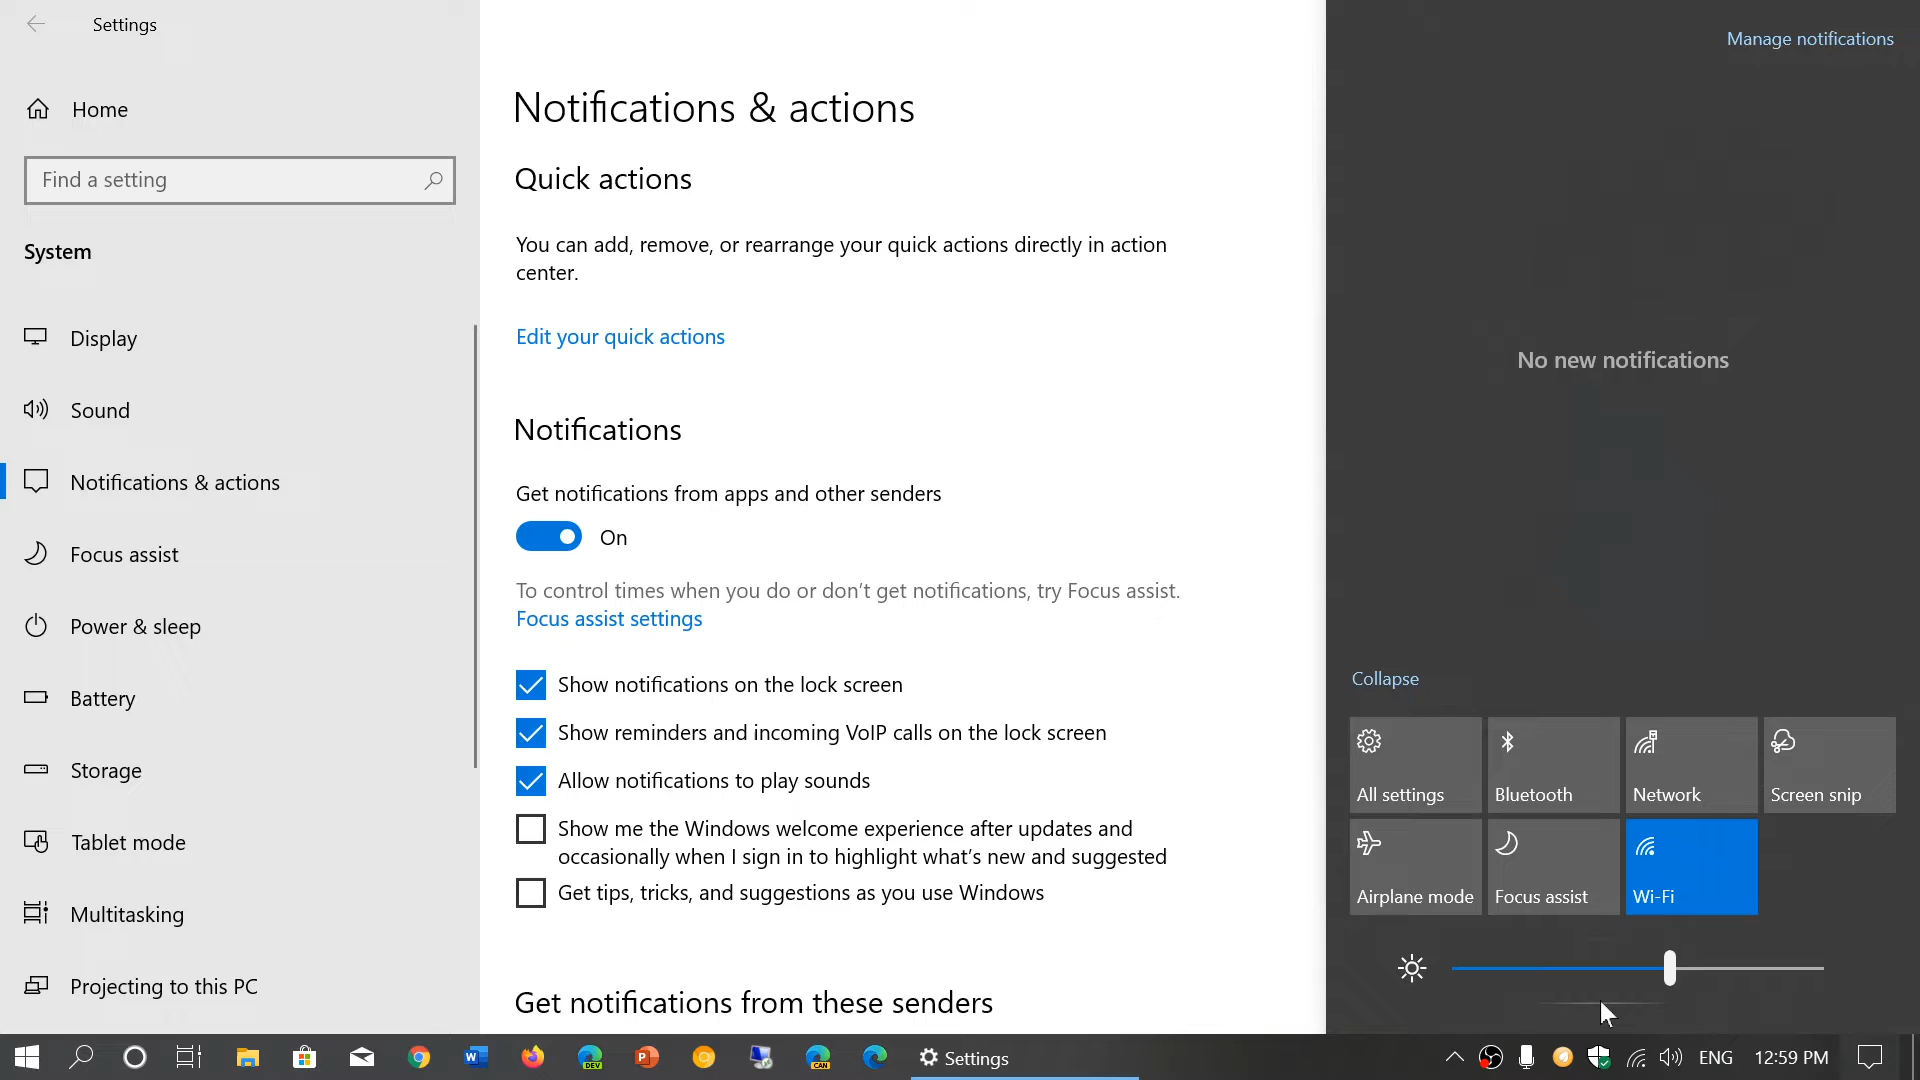 Settings
Home
Find a setting
System
Display
Sound
Notifications & actions
Focus assist
Power & sleep
Battery
Storage
Tablet mode
Multitasking
Projecting to this PC
Notifications & actions
Quick actions
You can add, remove, or rearrange your quick actions directly in action
center.
Edit your quick actions
Notifications
Get notifications from apps and other senders
On
To control times when you do or don't get notifications, try Focus assist.
Focus assist settings
Show notifications on the lock screen
Show reminders and incoming VoIP calls on the lock screen
Allow notifications to play sounds
Show me the Windows welcome experience after updates and
occasionally when I sign in to highlight what's new and suggested
Get tips, tricks, and suggestions as you use Windows
Get notifications from these senders
Manage notifications
No new notifications
Collapse
All settings
Bluetooth
Network
Screen snip
Airplane mode
Focus assist
Wi-Fi
W
DEV
P
CAN
Settings
ENG
12:59 PM